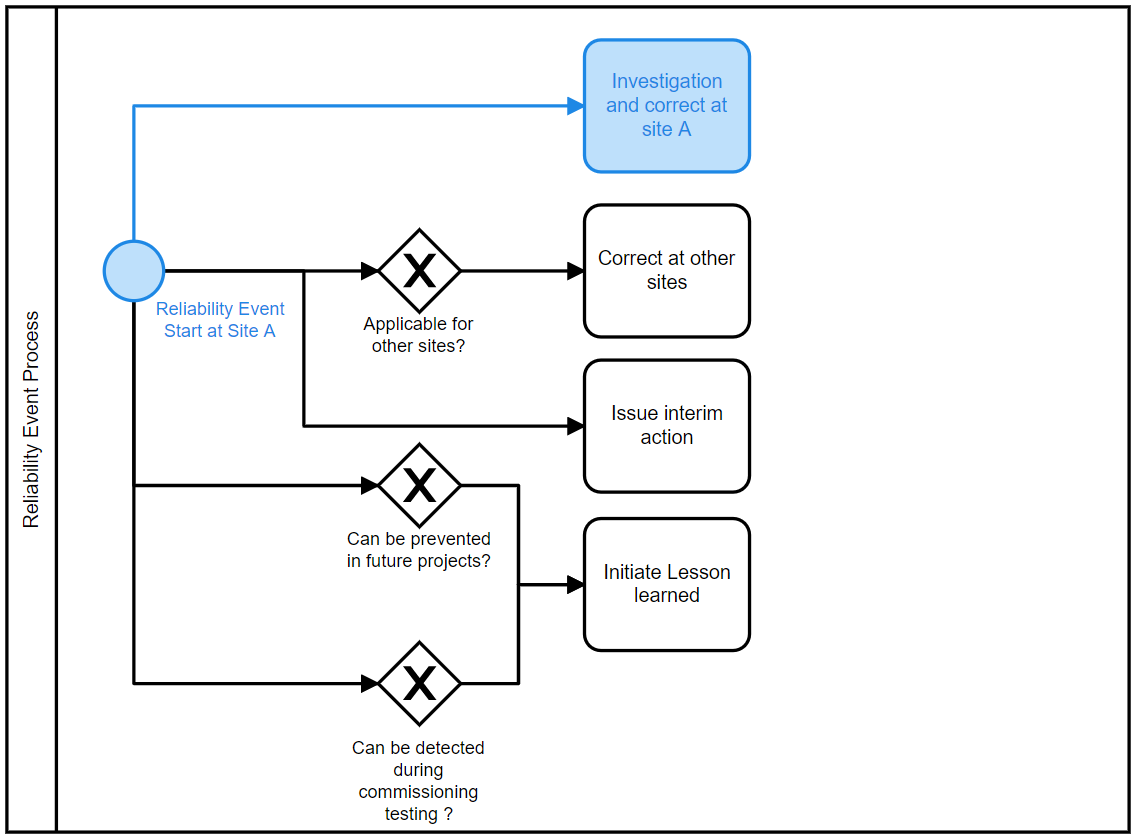 Reliability Event Process
Investigation
and correct at
site A
Reliability Event
Start at Site A
X
Applicable for
other sites?
Correct at other
sites
Issue interim
action
X
Can be prevented
in future projects?
Initiate Lesson
learned
X
Can be detected
during
commissioning
testing ?